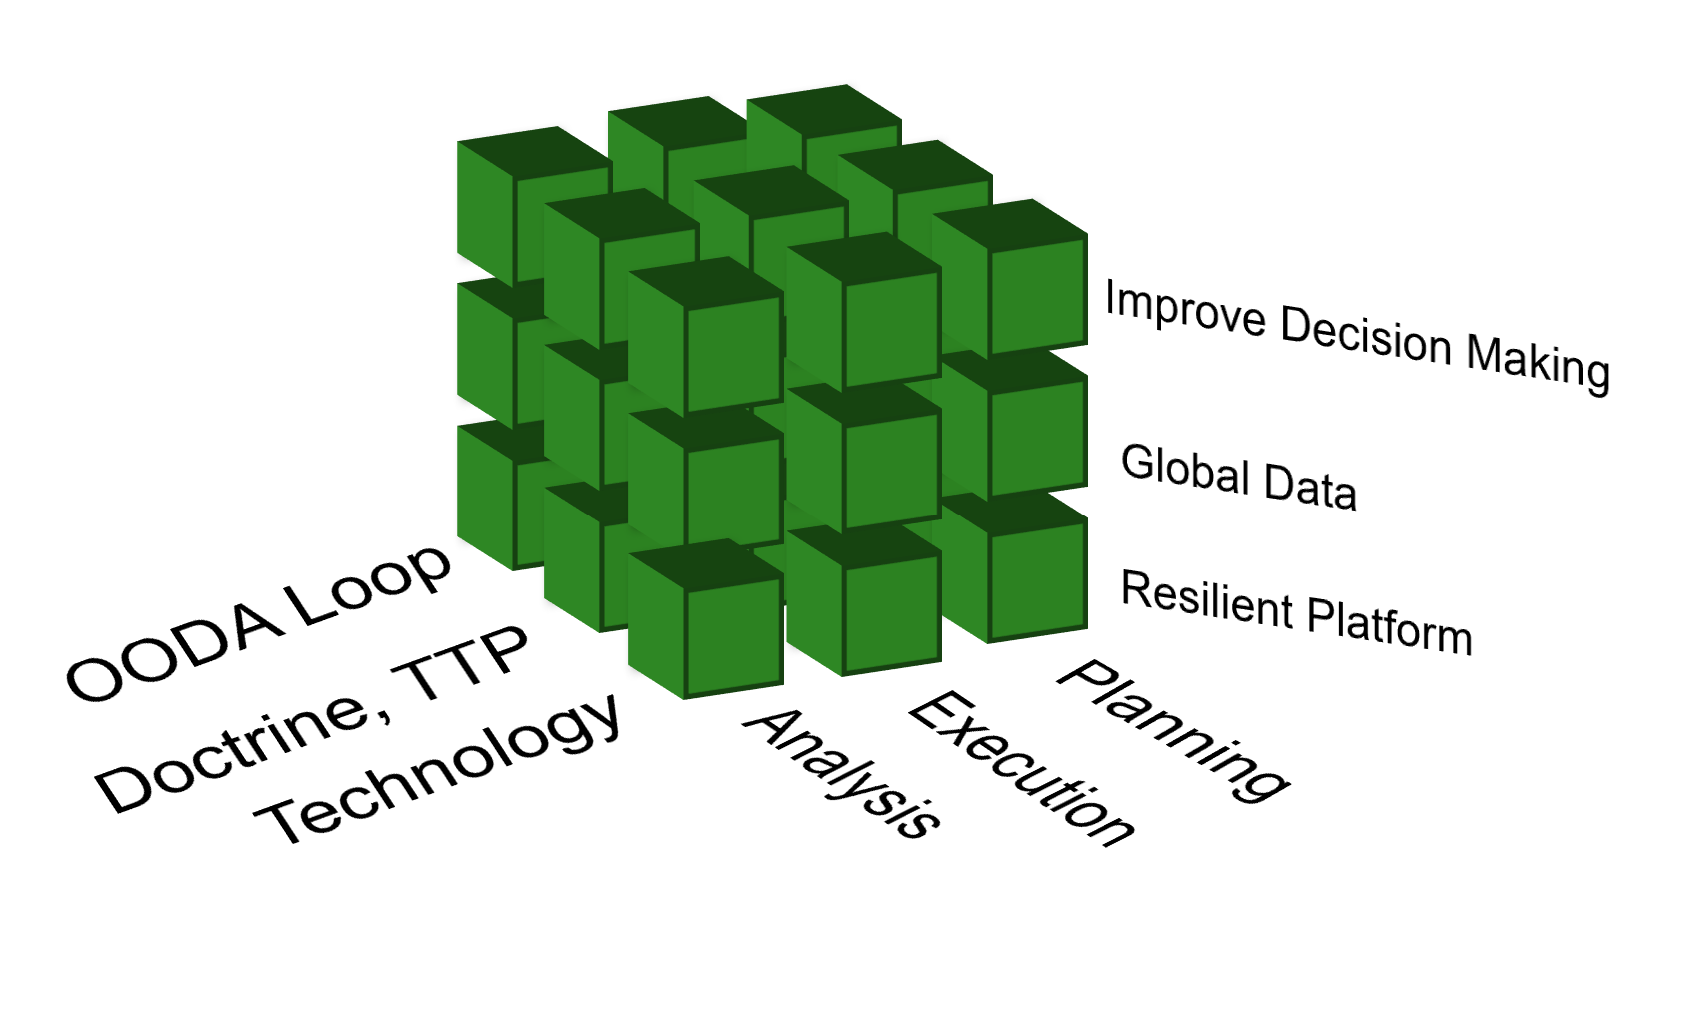 Improve Decision Making
Global Data
Resilient Platform
OODA Loop
Doctrine, TTP
Technology
Analysis
Execution
Planning